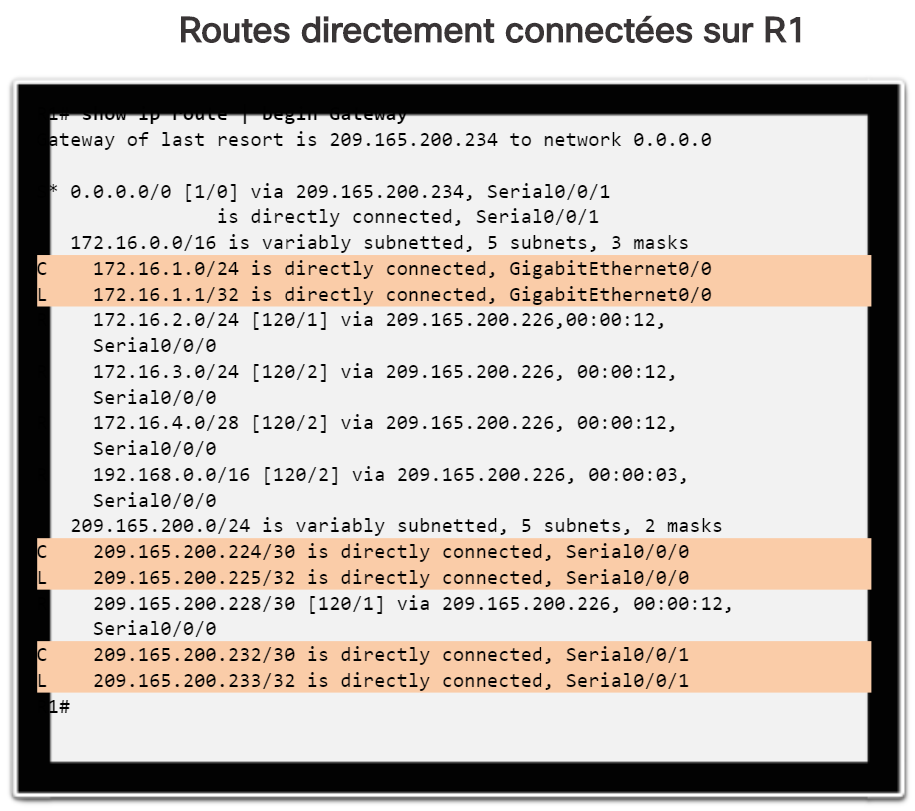 Routes directement connectées sur R1
1# show ip route | begin Gateway
ateway of last resort is 209.165.200.234 to network 0.0.0.0
* 0.0.0.0/0 [1/0] via 209.165.200.234, Serial0/0/1
is directly connected, Serial0/0/1
172.16.0.0/16 is variably subnetted, 5 subnets, 3 masks
C 172.16.1.0/24 is directly connected, GigabitEthernet0/0
L 172.16.1.1/32 is directly connected, GigabitEthernet0/0
172.16.2.0/24 [120/1] via 209.165.200.226,00:00:12,
Serial0/0/0
172.16.3.0/24 [120/2] via 209.165.200.226, 00:00:12,
Serial0/0/0
172.16.4.0/28 [120/2] via 209.165.200.226, 00:00:12,
Serial0/0/0
192.168.0.0/16 [120/2] via 209.165.200.226, 00:00:03,
Serial0/0/0
209.165.200.0/24 is variably subnetted, 5 subnets, 2 masks
C 209.165.200.224/30 is directly connected, Serial0/0/0
L 209.165.200.225/32 is directly connected, Serial0/0/0
209.165.200.228/30 [120/1] via 209.165.200.226, 00:00:12,
Serial0/0/0
C 209.165.200.232/30 is directly connected, Serial0/0/1
L 209.165.200.233/32 is directly connected, Serial0/0/1
1#